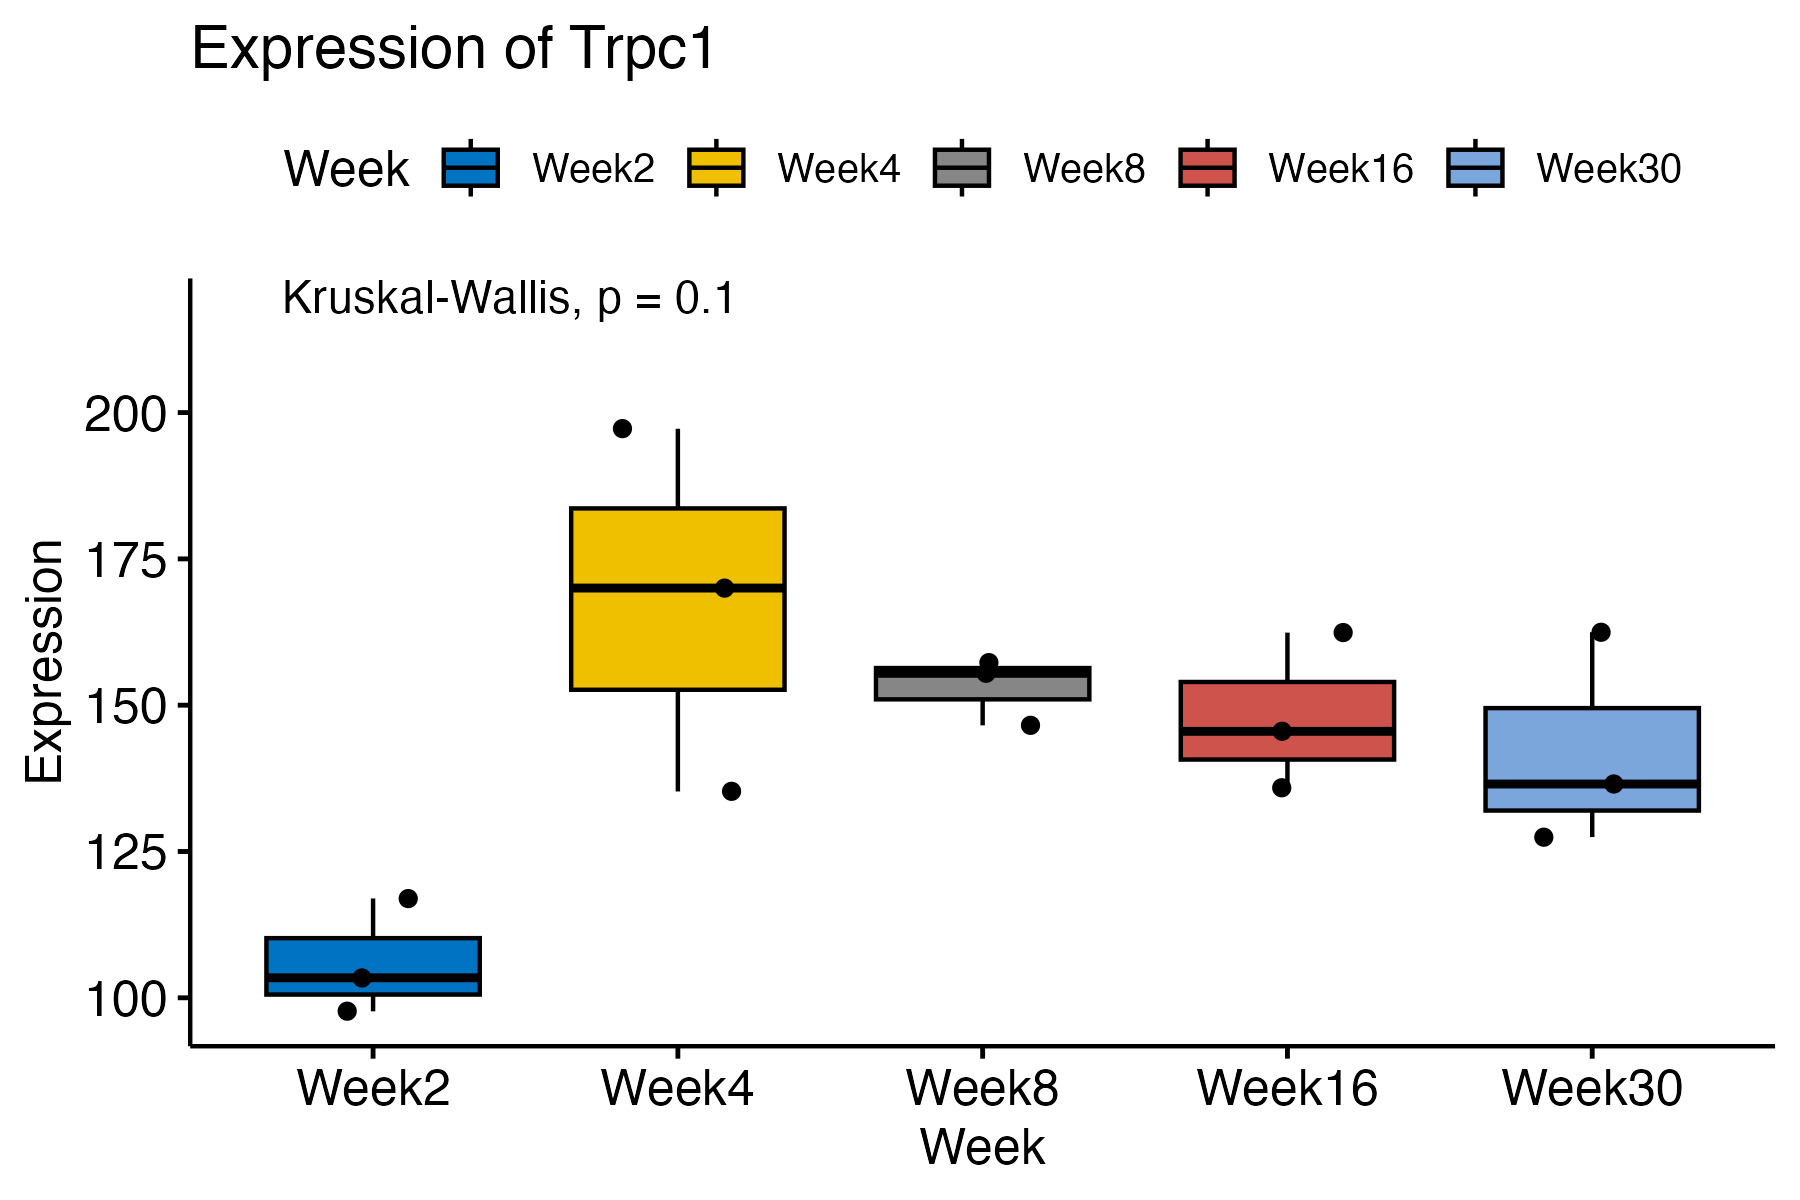 Expression of Trpc1
Week Week2 Week4 Week8 Week16 Week30
Kruskal-Wallis, p = 0.1
200
175
150
125
100
Expression
Week2 Week4 Week8 Week16 Week30
Week